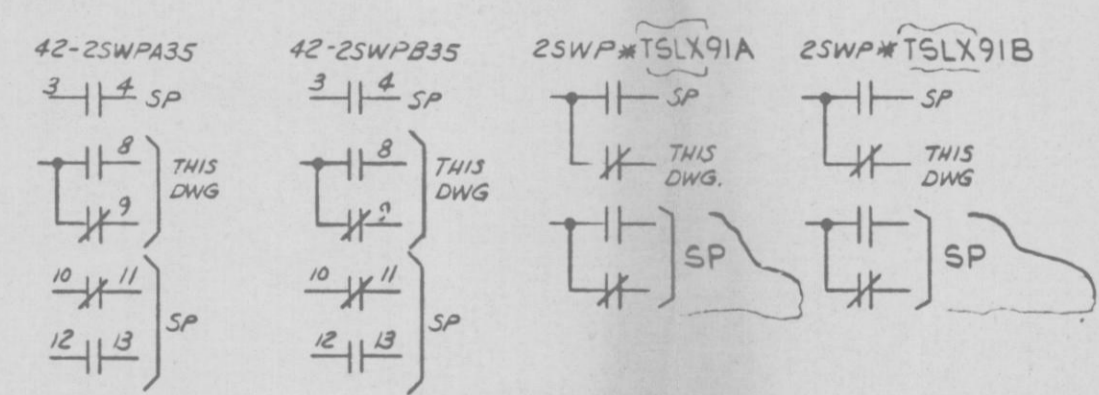 42-2SWPA35
3 4 SP
8
THIS
DWG
9
10 11
SP
12 13
42-2SWPB35
3 4 SP
8
THIS
DWG
9
10 11
SP
12 13
2SWP*TSLX91A
SP
THIS
DWG.
SP
2SWP*TSLX91B
SP
THIS
DWG
SP